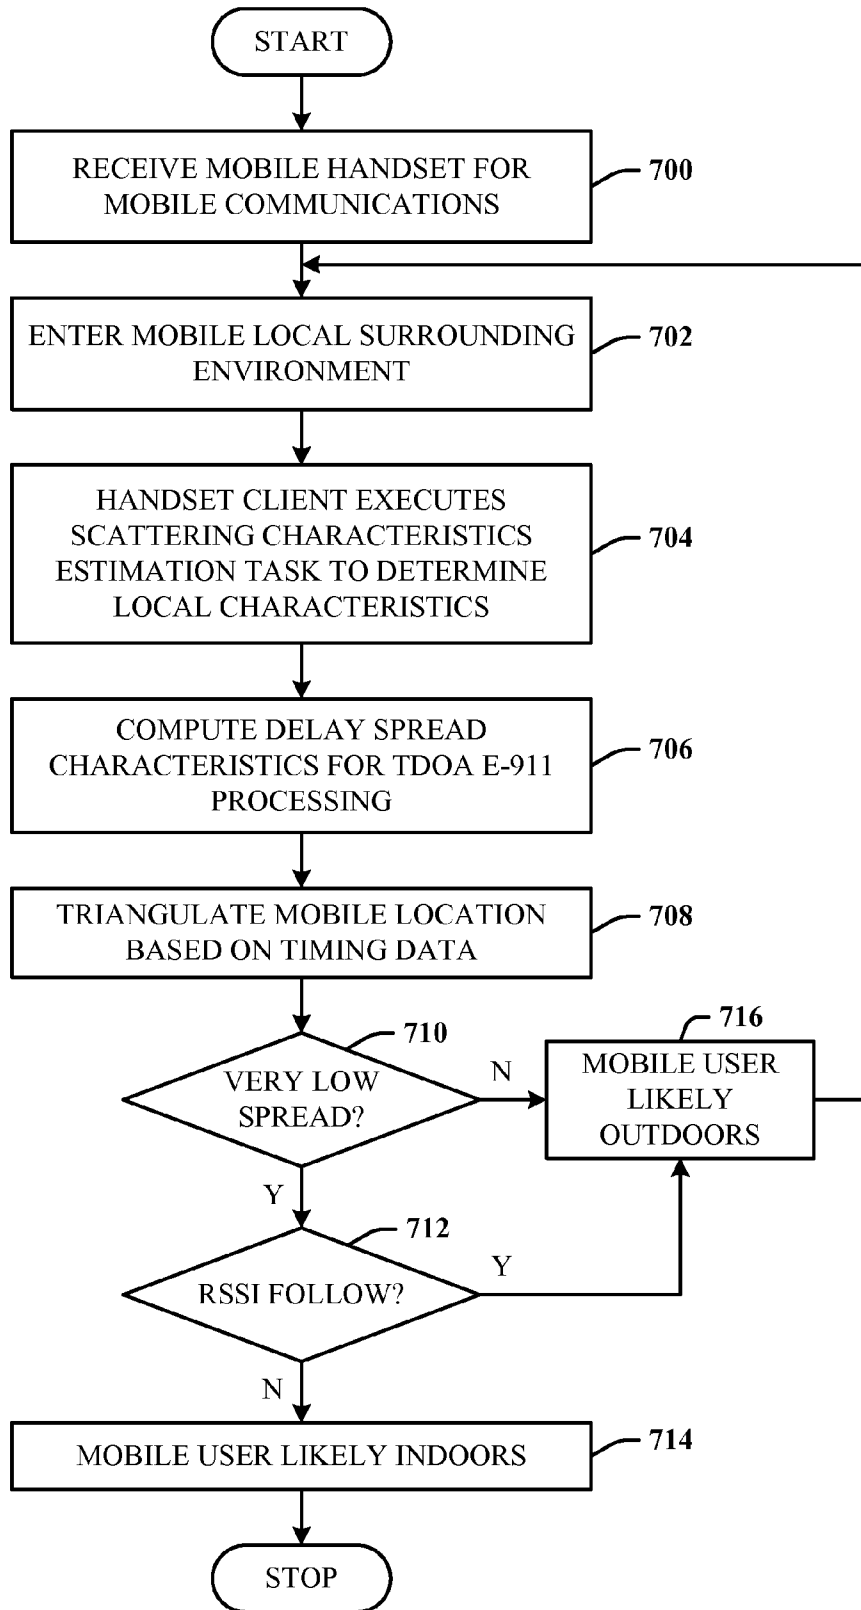 START
RECEIVE MOBILE HANDSET FOR
MOBILE COMMUNICATIONS
700
ENTER MOBILE LOCAL SURROUNDING
ENVIRONMENT
702
HANDSET CLIENT EXECUTES
SCATTERING CHARACTERISTICS
ESTIMATION TASK TO DETERMINE
LOCAL CHARACTERISTICS
704
COMPUTE DELAY SPREAD
CHARACTERISTICS FOR TDOA E-911
PROCESSING
706
TRIANGULATE MOBILE LOCATION
BASED ON TIMING DATA
708
VERY LOW
SPREAD?
710
N
Y
MOBILE USER
LIKELY
OUTDOORS
716
RSSI FOLLOW?
712
Y
N
MOBILE USER LIKELY INDOORS
714
STOP